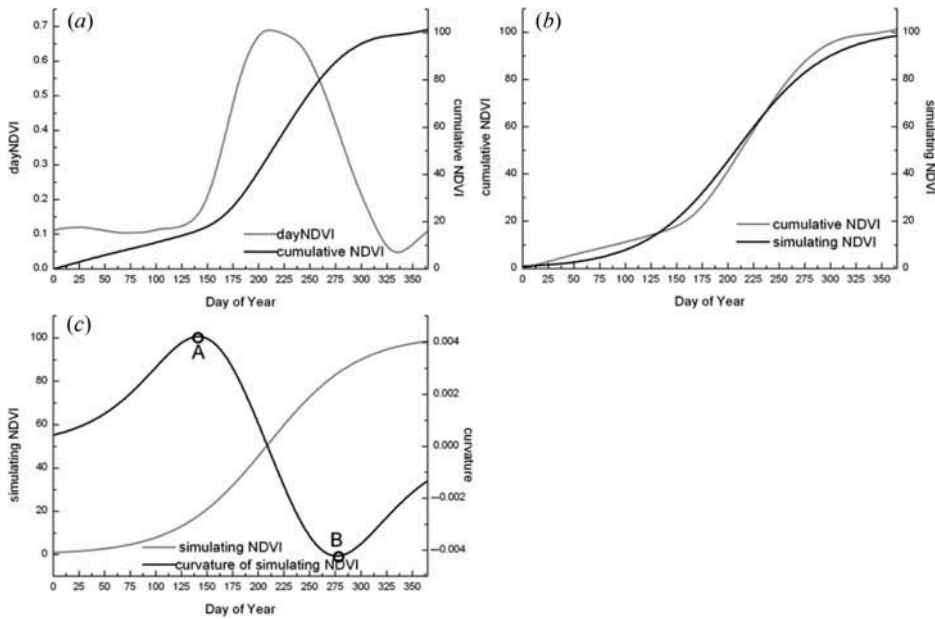 (a)
0.7
0.6
0.5
0.4
0.3
0.2
0.1
0.0
dayNDVI
100
80
60
40
20
0
cumulative NDVI
dayNDVI
cumulative NDVI
0 25 50 75 100 125 150 175 200 225 250 275 300 325 350
Day of Year
(b)
100
80
60
40
20
0
cumulative NDVI
100
80
60
40
20
0
simulating NDVI
cumulative NDVI
simulating NDVI
0 25 50 75 100 125 150 175 200 225 250 275 300 325 350
Day of Year
(c)
100
80
60
40
20
0
simulating NDVI
A
B
0.004
0.002
0.000
−0.002
−0.004
curvature
simulating NDVI
curvature of simulating NDVI
0 25 50 75 100 125 150 175 200 225 250 275 300 325 350
Day of Year